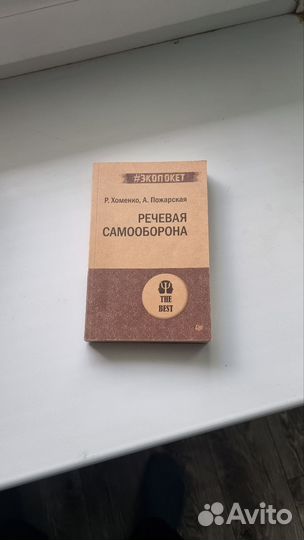 #ЭКОПОКЕТ
Р. Хоменко, А. Пожарская
РЕЧЕВАЯ
САМООБОРОНА
THE
BEST
Avito